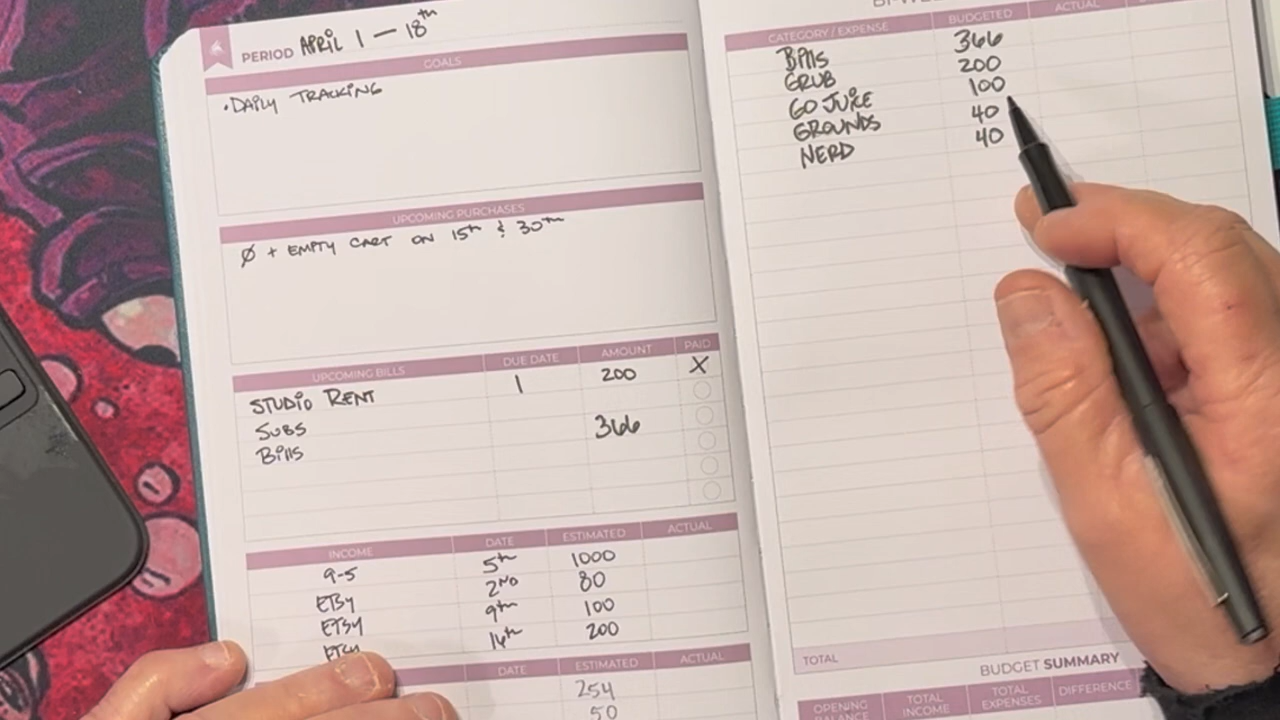 PERIOD APRIL 1 — 18th
GOALS
• DAILY TRACKING
UPCOMING PURCHASES
Ø + EMPTY CART ON 15th & 30th
UPCOMING BILLS DUE DATE AMOUNT PAID
STUDIO RENT 1 200 X
SUBS
BILLS 366
INCOME DATE ESTIMATED ACTUAL
9-5 5th 1000
ETSY 2ND 80
ETSY 9th 100
ETSY 16th 200
DATE ESTIMATED ACTUAL
254
50
CATEGORY / EXPENSE BUDGETED ACTUAL
BILLS 366
GRUB 200
GO JUICE 100
GROUNDS 40
NERD 40
TOTAL
BUDGET SUMMARY
OPENING BALANCE TOTAL INCOME TOTAL EXPENSES DIFFERENCE